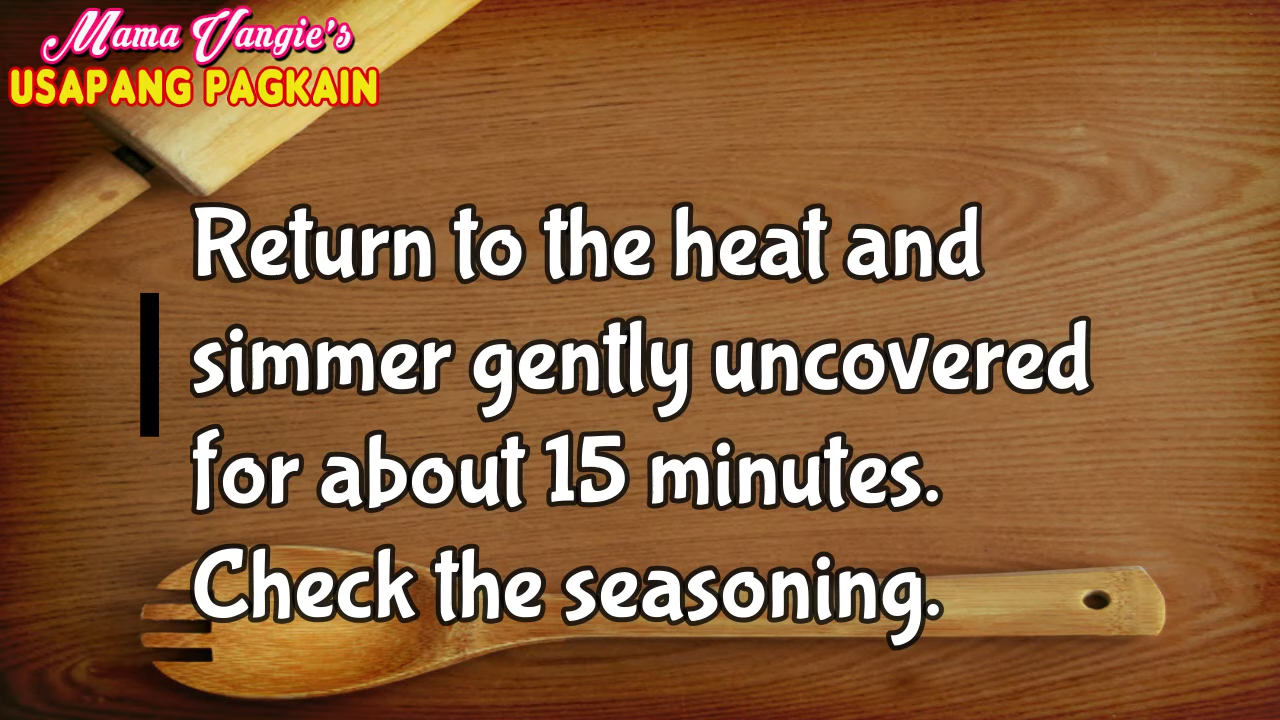 Mama Vangie's
USAPANG PAGKAIN
Return to the heat and
simmer gently uncovered
for about 15 minutes.
Check the seasoning.